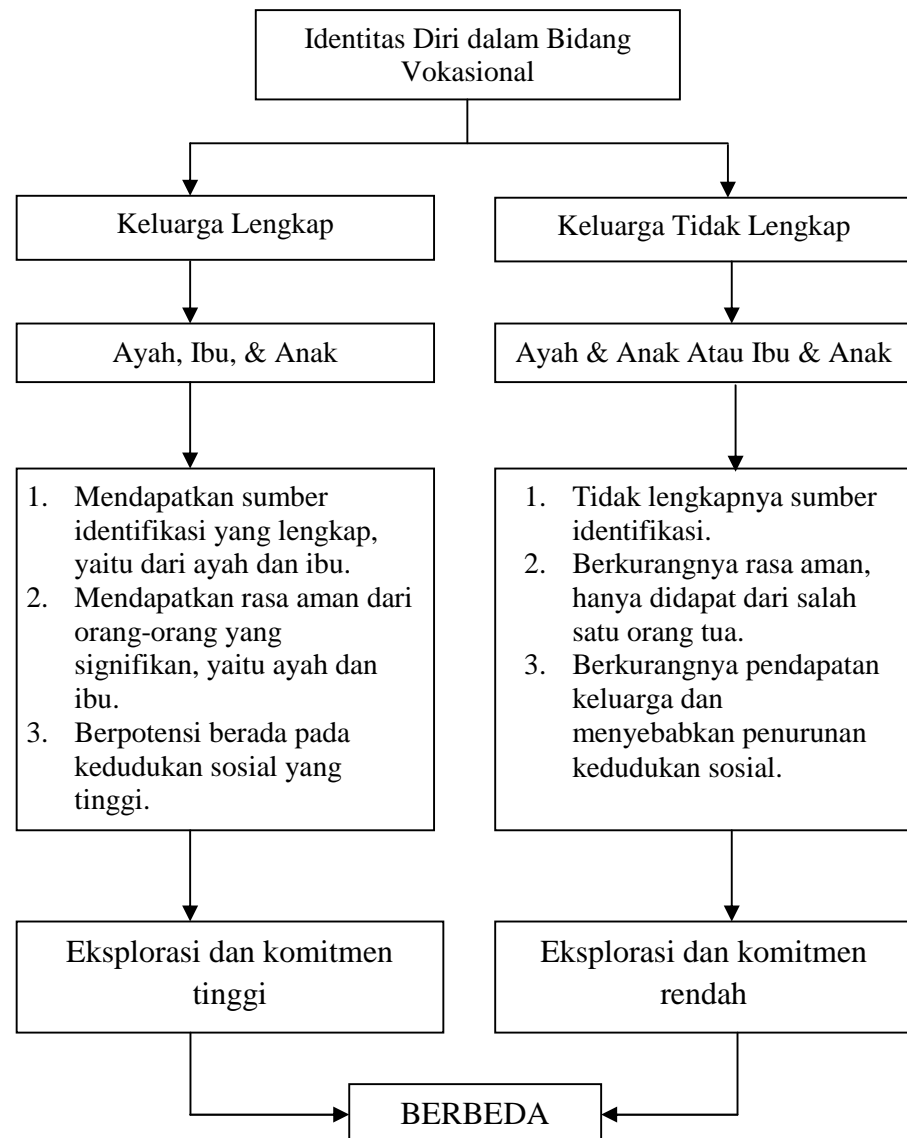 Identitas Diri dalam Bidang
Vokasional
Keluarga Lengkap
Keluarga Tidak Lengkap
Ayah, Ibu, & Anak
Ayah & Anak Atau Ibu & Anak
1. Mendapatkan sumber
identifikasi yang lengkap,
yaitu dari ayah dan ibu.
2. Mendapatkan rasa aman dari
orang-orang yang
signifikan, yaitu ayah dan
ibu.
3. Berpotensi berada pada
kedudukan sosial yang
tinggi.
1. Tidak lengkapnya sumber
identifikasi.
2. Berkurangnya rasa aman,
hanya didapat dari salah
satu orang tua.
3. Berkurangnya pendapatan
keluarga dan
menyebabkan penurunan
kedudukan sosial.
Eksplorasi dan komitmen
tinggi
Eksplorasi dan komitmen
rendah
BERBEDA